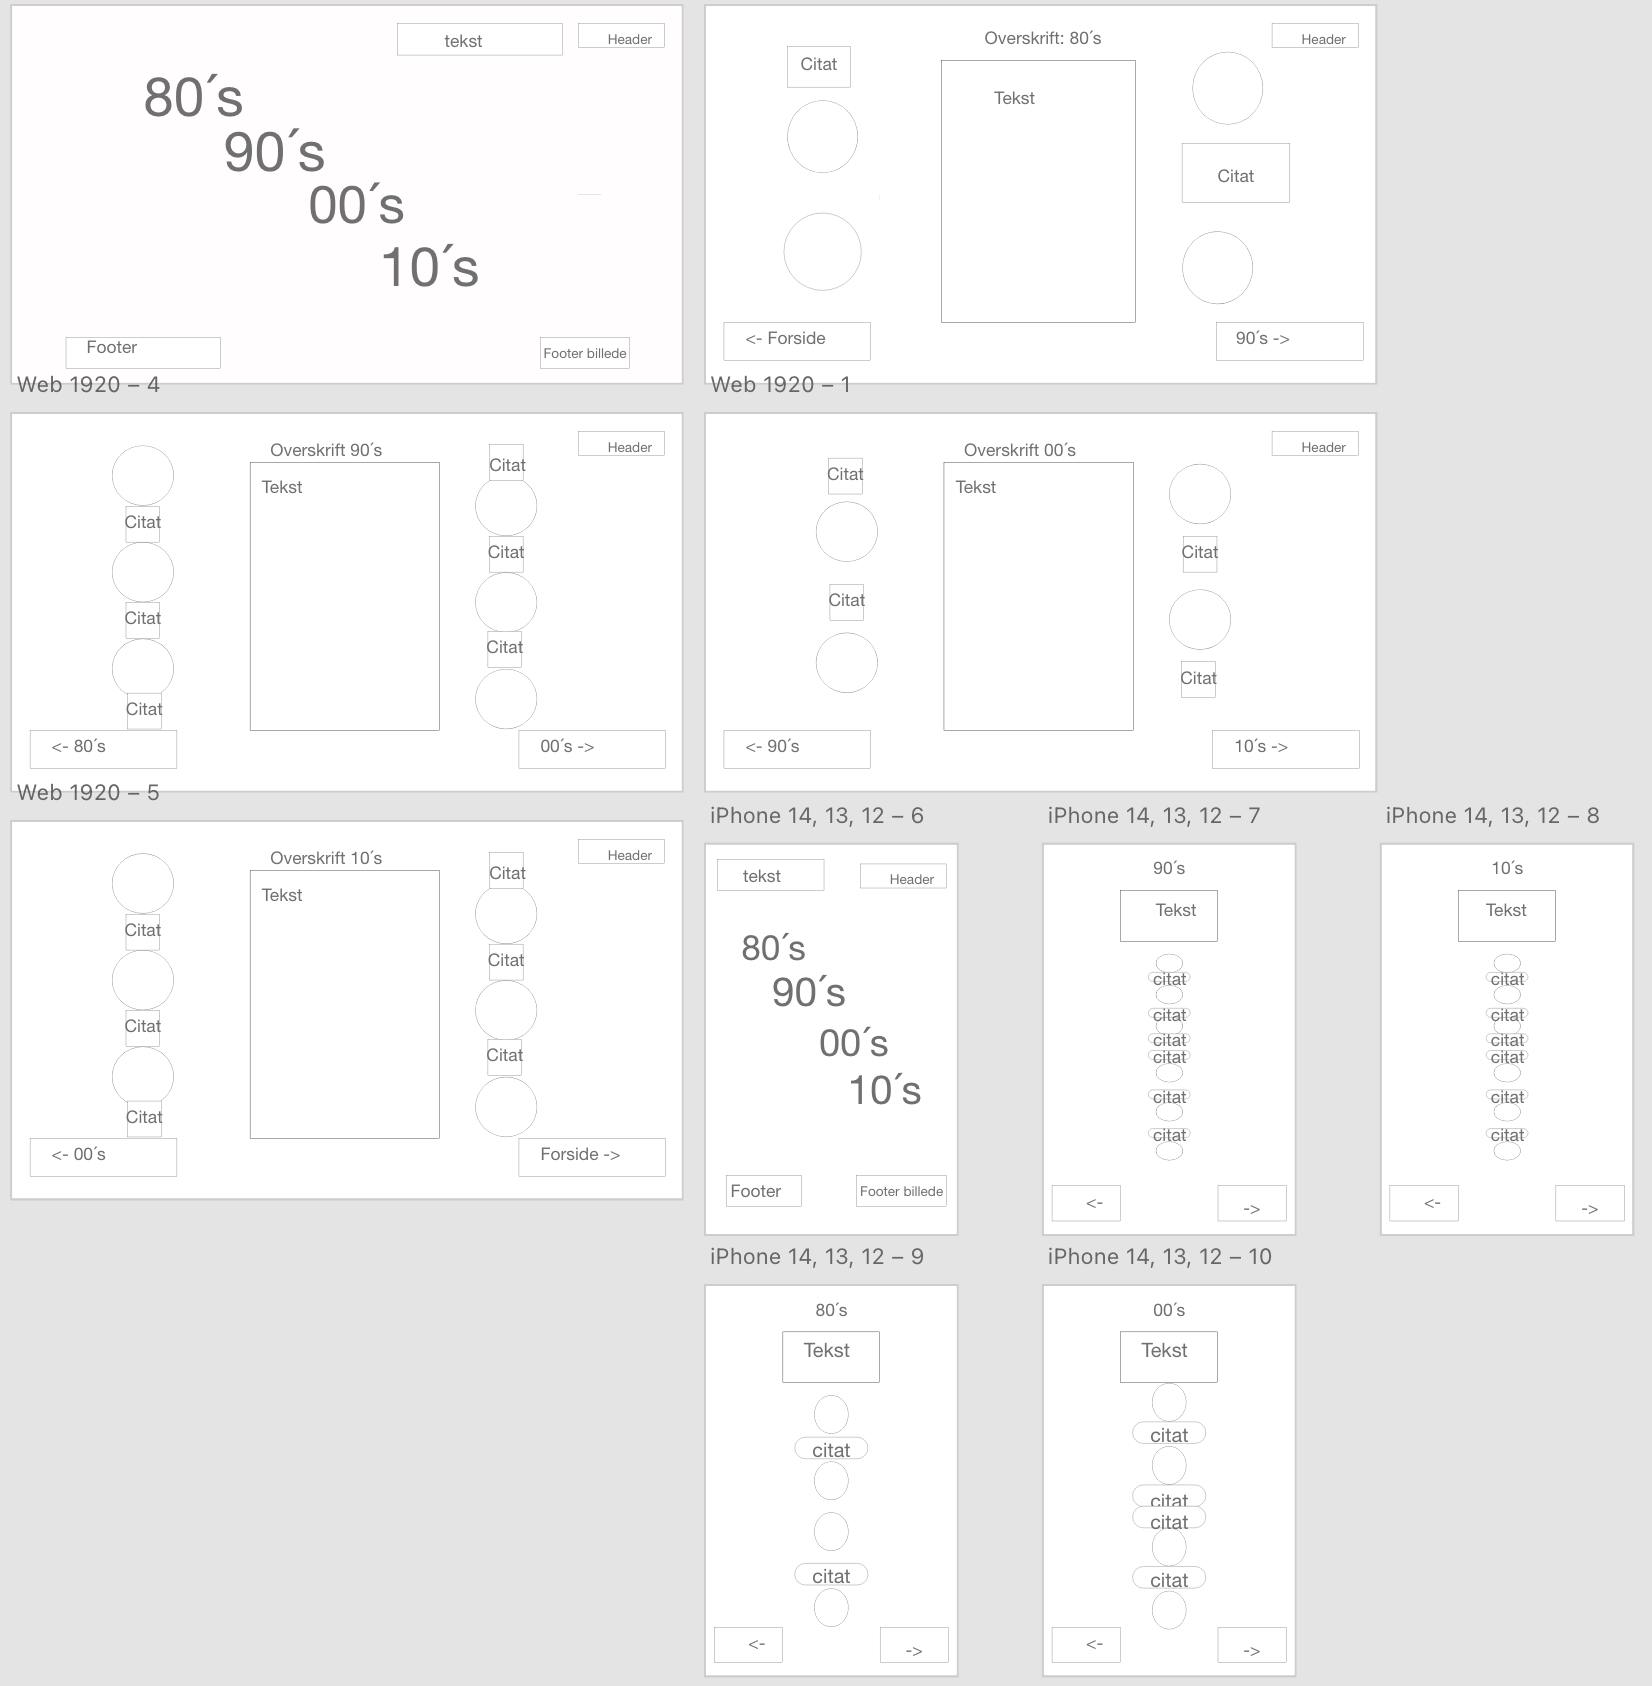 tekst
Header
80´s
90´s
00´s
10´s
Footer
Footer billede
Overskrift: 80´s
Header
Citat
Tekst
Citat
<- Forside
90´s ->
Web 1920 – 4
Overskrift 90´s
Header
Tekst
Citat
Citat
Citat
Citat
Citat
Citat
<- 80´s
00´s ->
Web 1920 – 1
Overskrift 00´s
Header
Citat
Tekst
Citat
Citat
Citat
<- 90´s
10´s ->
Web 1920 – 5
Overskrift 10´s
Header
Tekst
Citat
Citat
Citat
Citat
Citat
Citat
<- 00´s
Forside ->
iPhone 14, 13, 12 – 6
tekst
Header
80´s
90´s
00´s
10´s
Footer
Footer billede
iPhone 14, 13, 12 – 7
90´s
Tekst
citat
citat
citat
citat
citat
citat
<-
->
iPhone 14, 13, 12 – 8
10´s
Tekst
citat
citat
citat
citat
citat
citat
<-
->
iPhone 14, 13, 12 – 9
80´s
Tekst
citat
citat
<-
->
iPhone 14, 13, 12 – 10
00´s
Tekst
citat
citat
citat
citat
<-
->